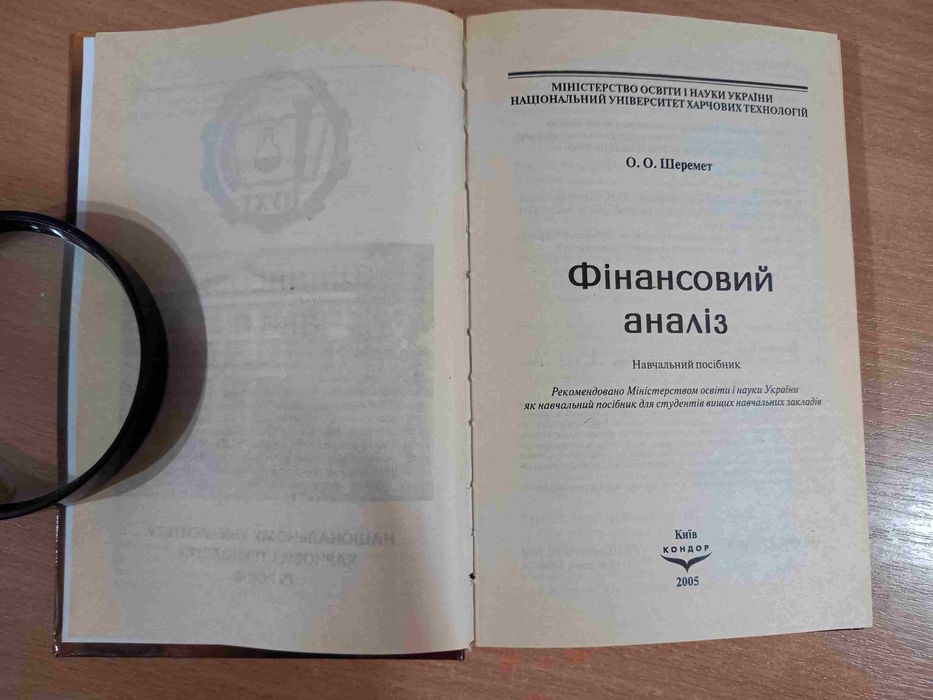 МІНІСТЕРСТВО ОСВІТИ І НАУКИ УКРАЇНИ
НАЦІОНАЛЬНИЙ УНІВЕРСИТЕТ ХАРЧОВИХ ТЕХНОЛОГІЙ
О. О. Шеремет
Фінансовий
аналіз
Навчальний посібник
Рекомендовано Міністерством освіти і науки України
як навчальний посібник для студентів вищих навчальних закладів
Київ
КОНДОР
2005